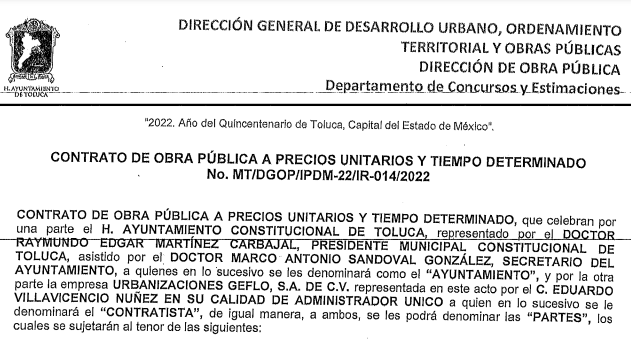 DIRECCIÓN GENERAL DE DESARROLLO URBANO, ORDENAMIENTO
TERRITORIAL Y OBRAS PÚBLICAS
DIRECCIÓN DE OBRA PÚBLICA
Departamento de Concursos y Estimaciones
H. AYUNTAMIENTO
DE TOLUCA
"2022. Año del Quincentenario de Toluca, Capital del Estado de México".
CONTRATO DE OBRA PÚBLICA A PRECIOS UNITARIOS Y TIEMPO DETERMINADO
No. MT/DGOP/IPDM-22/IR-014/2022
CONTRATO DE OBRA PÚBLICA A PRECIOS UNITARIOS Y TIEMPO DETERMINADO, que celebran por
una parte el H. AYUNTAMIENTO CONSTITUCIONAL DE TOLUCA, representado por el DOCTOR
RAYMUNDO EDGAR MARTÍNEZ CARBAJAL, PRESIDENTE MUNICIPAL CONSTITUCIONAL DE
TOLUCA, asistido por el DOCTOR MARCO ANTONIO SANDOVAL GONZÁLEZ, SECRETARIO DEL
AYUNTAMIENTO, a quienes en lo sucesivo se les denominará como el "AYUNTAMIENTO", y por la otra
parte la empresa URBANIZACIONES GEFLO, S.A. DE C.V. representada en este acto por el C. EDUARDO
VILLAVICENCIO NUÑEZ EN SU CALIDAD DE ADMINISTRADOR UNICO a quien en lo sucesivo se le
denominará el "CONTRATISTA", de igual manera, a ambos, se les podrá denominar las "PARTES", los
cuales se sujetarán al tenor de las siguientes: